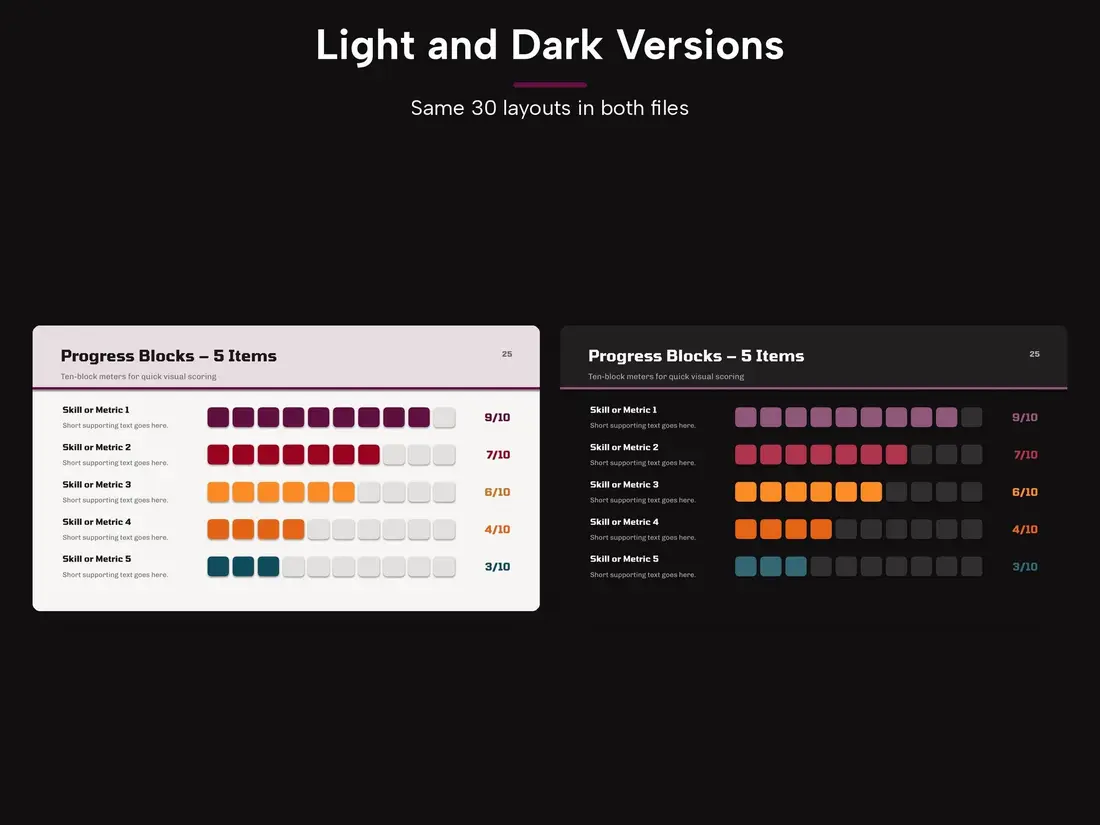 Light and Dark Versions
Same 30 layouts in both files
Progress Blocks – 5 Items
25
Ten-block meters for quick visual scoring
Skill or Metric 1
Short supporting text goes here.
9/10
Skill or Metric 2
Short supporting text goes here.
7/10
Skill or Metric 3
Short supporting text goes here.
6/10
Skill or Metric 4
Short supporting text goes here.
4/10
Skill or Metric 5
Short supporting text goes here.
3/10
Progress Blocks – 5 Items
25
Ten-block meters for quick visual scoring
Skill or Metric 1
Short supporting text goes here.
9/10
Skill or Metric 2
Short supporting text goes here.
7/10
Skill or Metric 3
Short supporting text goes here.
6/10
Skill or Metric 4
Short supporting text goes here.
4/10
Skill or Metric 5
Short supporting text goes here.
3/10